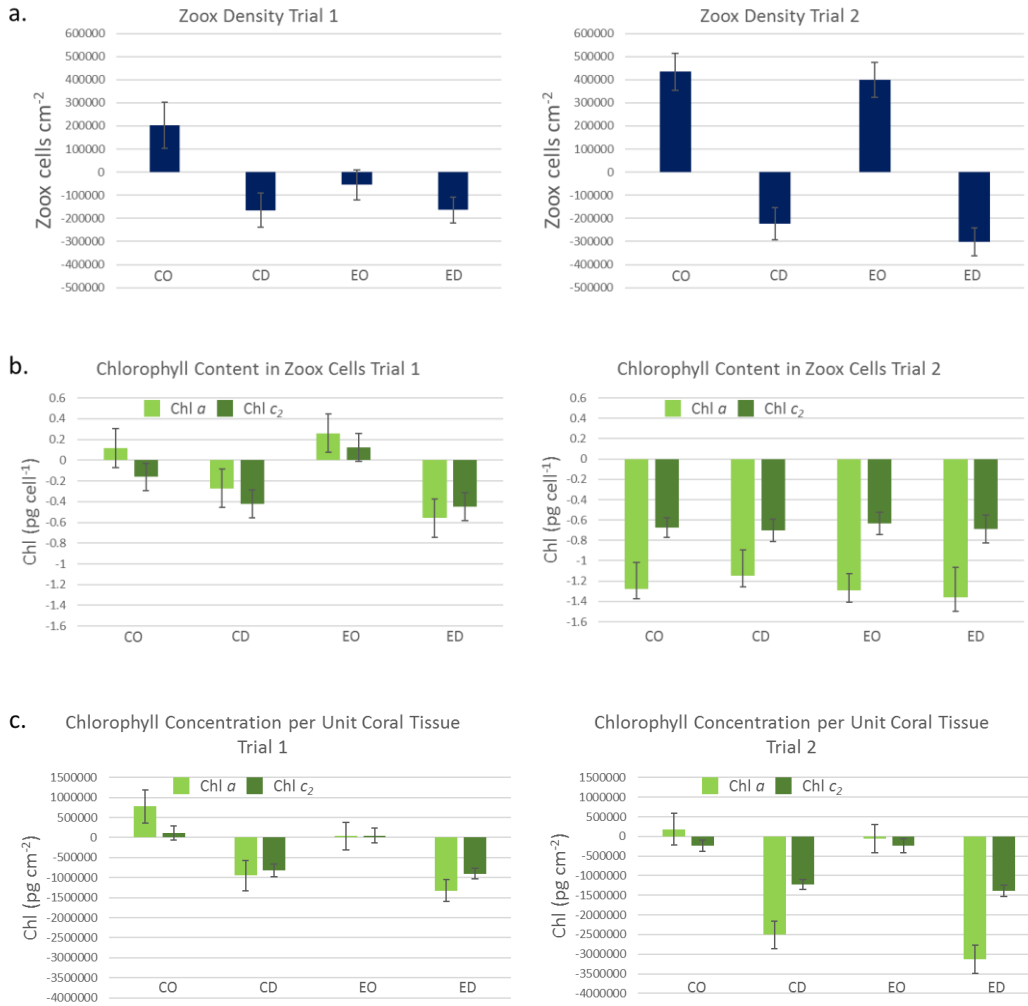 a.
Zoox Density Trial 1
Zoox cells cm⁻²
600000
500000
400000
300000
200000
100000
0
-100000
-200000
-300000
-400000
-500000
CO CD EO ED
Zoox Density Trial 2
Zoox cells cm⁻²
600000
500000
400000
300000
200000
100000
0
-100000
-200000
-300000
-400000
-500000
CO CD EO ED
b.
Chlorophyll Content in Zoox Cells Trial 1
Chl a Chl c₂
Chl (pg cell⁻¹)
0.6
0.4
0.2
0
-0.2
-0.4
-0.6
-0.8
-1
-1.2
-1.4
-1.6
CO CD EO ED
Chlorophyll Content in Zoox Cells Trial 2
Chl a Chl c₂
Chl (pg cell⁻¹)
0.6
0.4
0.2
0
-0.2
-0.4
-0.6
-0.8
-1
-1.2
-1.4
-1.6
CO CD EO ED
c.
Chlorophyll Concentration per Unit Coral Tissue
Trial 1
Chl a Chl c₂
Chl (pg cm⁻²)
1500000
1000000
500000
0
-500000
-1000000
-1500000
-2000000
-2500000
-3000000
-3500000
-4000000
CO CD EO ED
Chlorophyll Concentration per Unit Coral Tissue
Trial 2
Chl a Chl c₂
Chl (pg cm⁻²)
1500000
1000000
500000
0
-500000
-1000000
-1500000
-2000000
-2500000
-3000000
-3500000
-4000000
CO CD EO ED